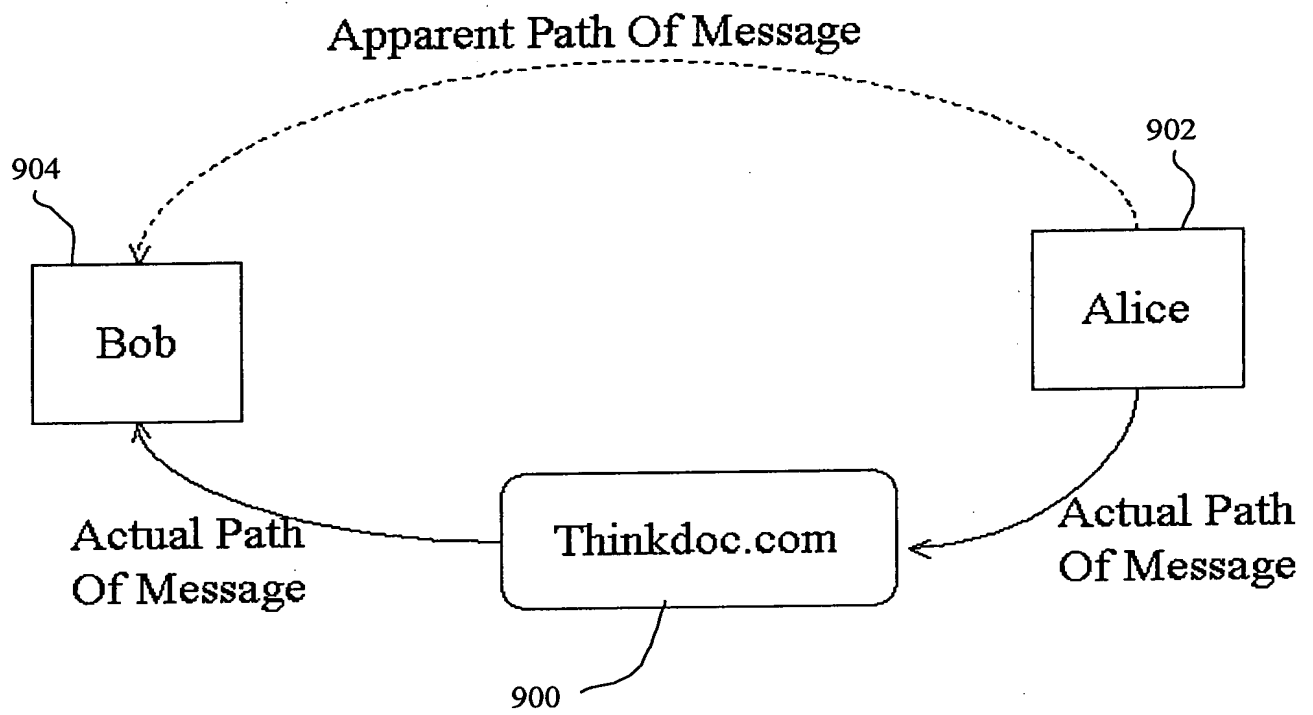 Apparent Path Of Message
902
904
Alice
Bob
Thinkdoc.com
Actual Path
Of Message
Actual Path
Of Message
900